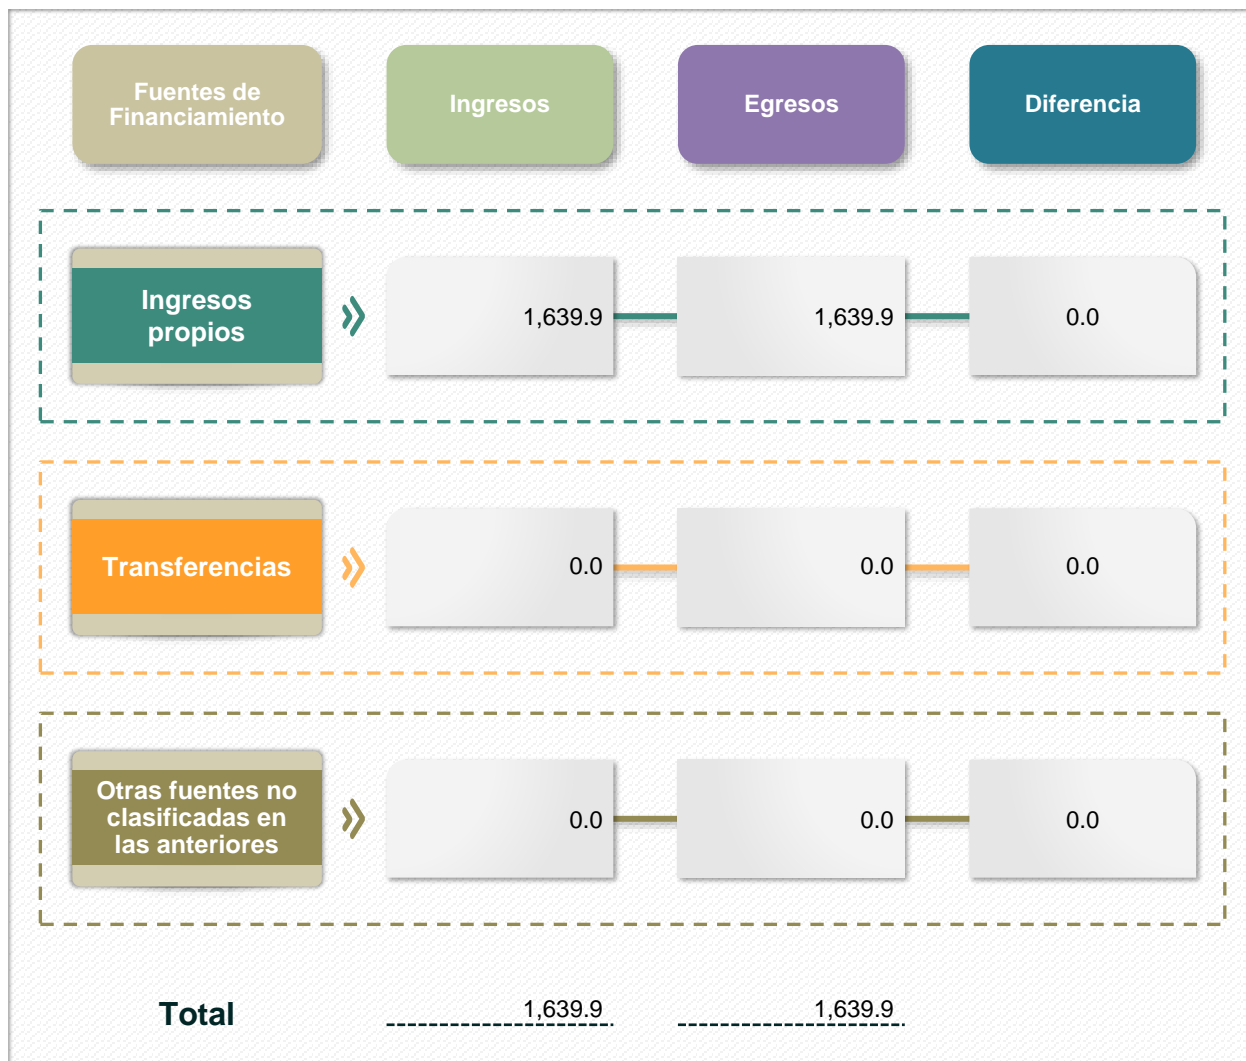 Fuentes de
Financiamiento
Ingresos
Egresos
Diferencia
Ingresos
propios
1,639.9
1,639.9
0.0
Transferencias
0.0
0.0
0.0
Otras fuentes no
clasificadas en
las anteriores
0.0
0.0
0.0
Total
1,639.9
1,639.9